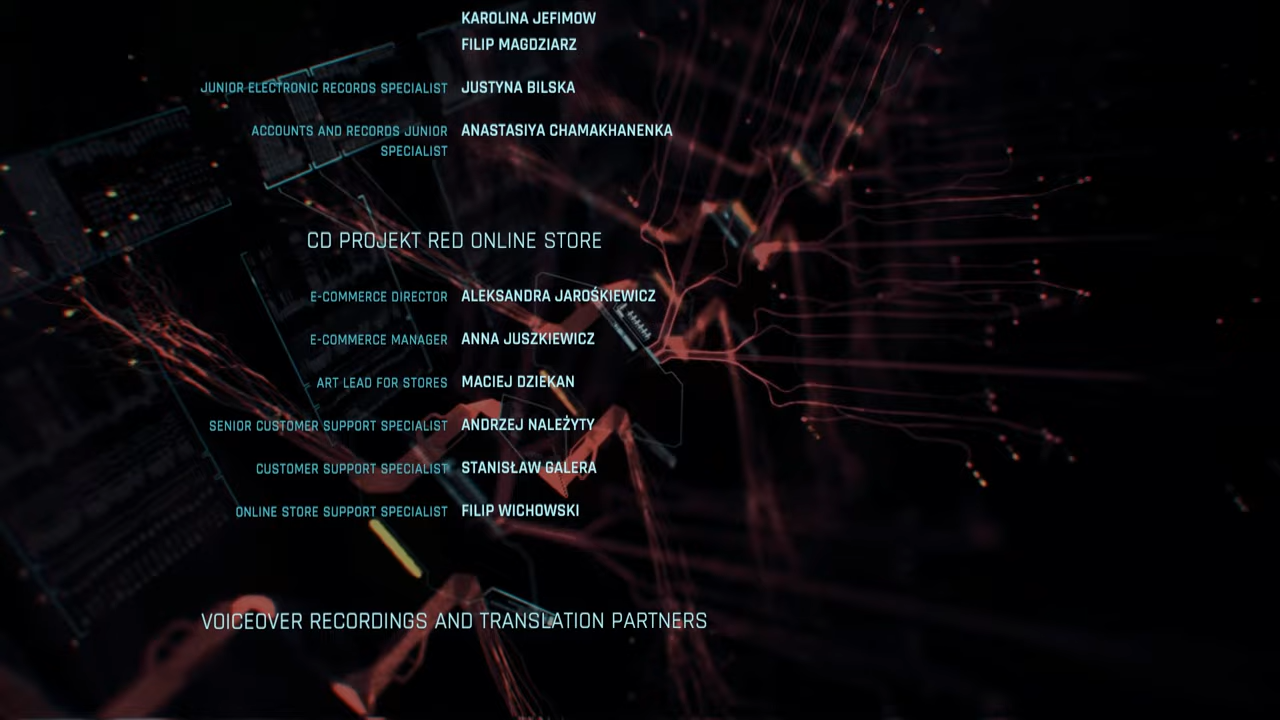 KAROLINA JEFIMOW
FILIP MAGDZIARZ
JUNIOR ELECTRONIC RECORDS SPECIALIST JUSTYNA BILSKA
ACCOUNTS AND RECORDS JUNIOR ANASTASIYA CHAMAKHANENKA
SPECIALIST
CD PROJEKT RED ONLINE STORE
E-COMMERCE DIRECTOR ALEKSANDRA JAROŚKIEWICZ
E-COMMERCE MANAGER ANNA JUSZKIEWICZ
ART LEAD FOR STORES MACIEJ DZIEKAN
SENIOR CUSTOMER SUPPORT SPECIALIST ANDRZEJ NALEŻYTY
CUSTOMER SUPPORT SPECIALIST STANISŁAW GALERA
ONLINE STORE SUPPORT SPECIALIST FILIP WICHOWSKI
VOICEOVER RECORDINGS AND TRANSLATION PARTNERS